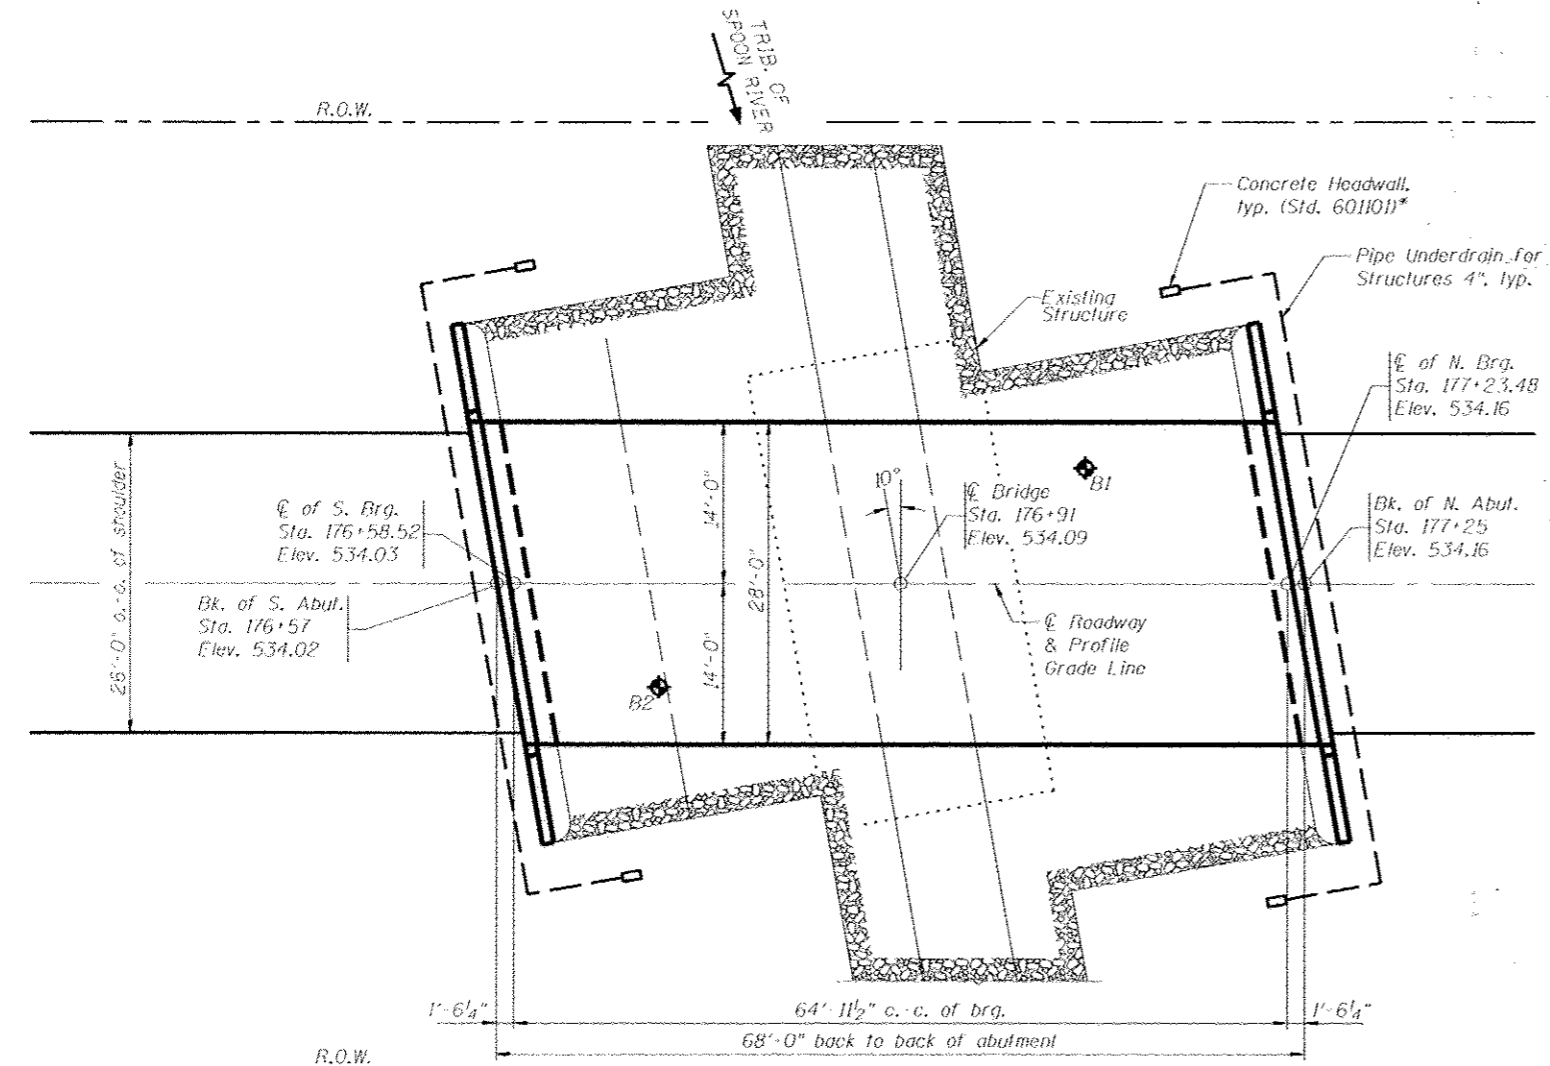 TRIB. OF
SPOON RIVER
R.O.W.
Concrete Headwall,
typ. (Std. 601101)*
Pipe Underdrain for
Structures 4", typ.
Existing
Structure
℄ of N. Brg.
Sta. 177+23.48
Elev. 534.16
26'-0" o.-o. of shoulder
14'-0"
28'-0"
14'-0"
10°
B1
℄ Bridge
Sta. 176+91
Elev. 534.09
Bk. of N. Abut.
Sta. 177+25
Elev. 534.16
℄ of S. Brg.
Sta. 176+58.52
Elev. 534.03
Bk. of S. Abut.
Sta. 176+57
Elev. 534.02
℄ Roadway
& Profile
Grade Line
B2
1'-6¼"
64'-11½" c.-c. of brg.
1'-6¼"
68'-0" back to back of abutment
R.O.W.